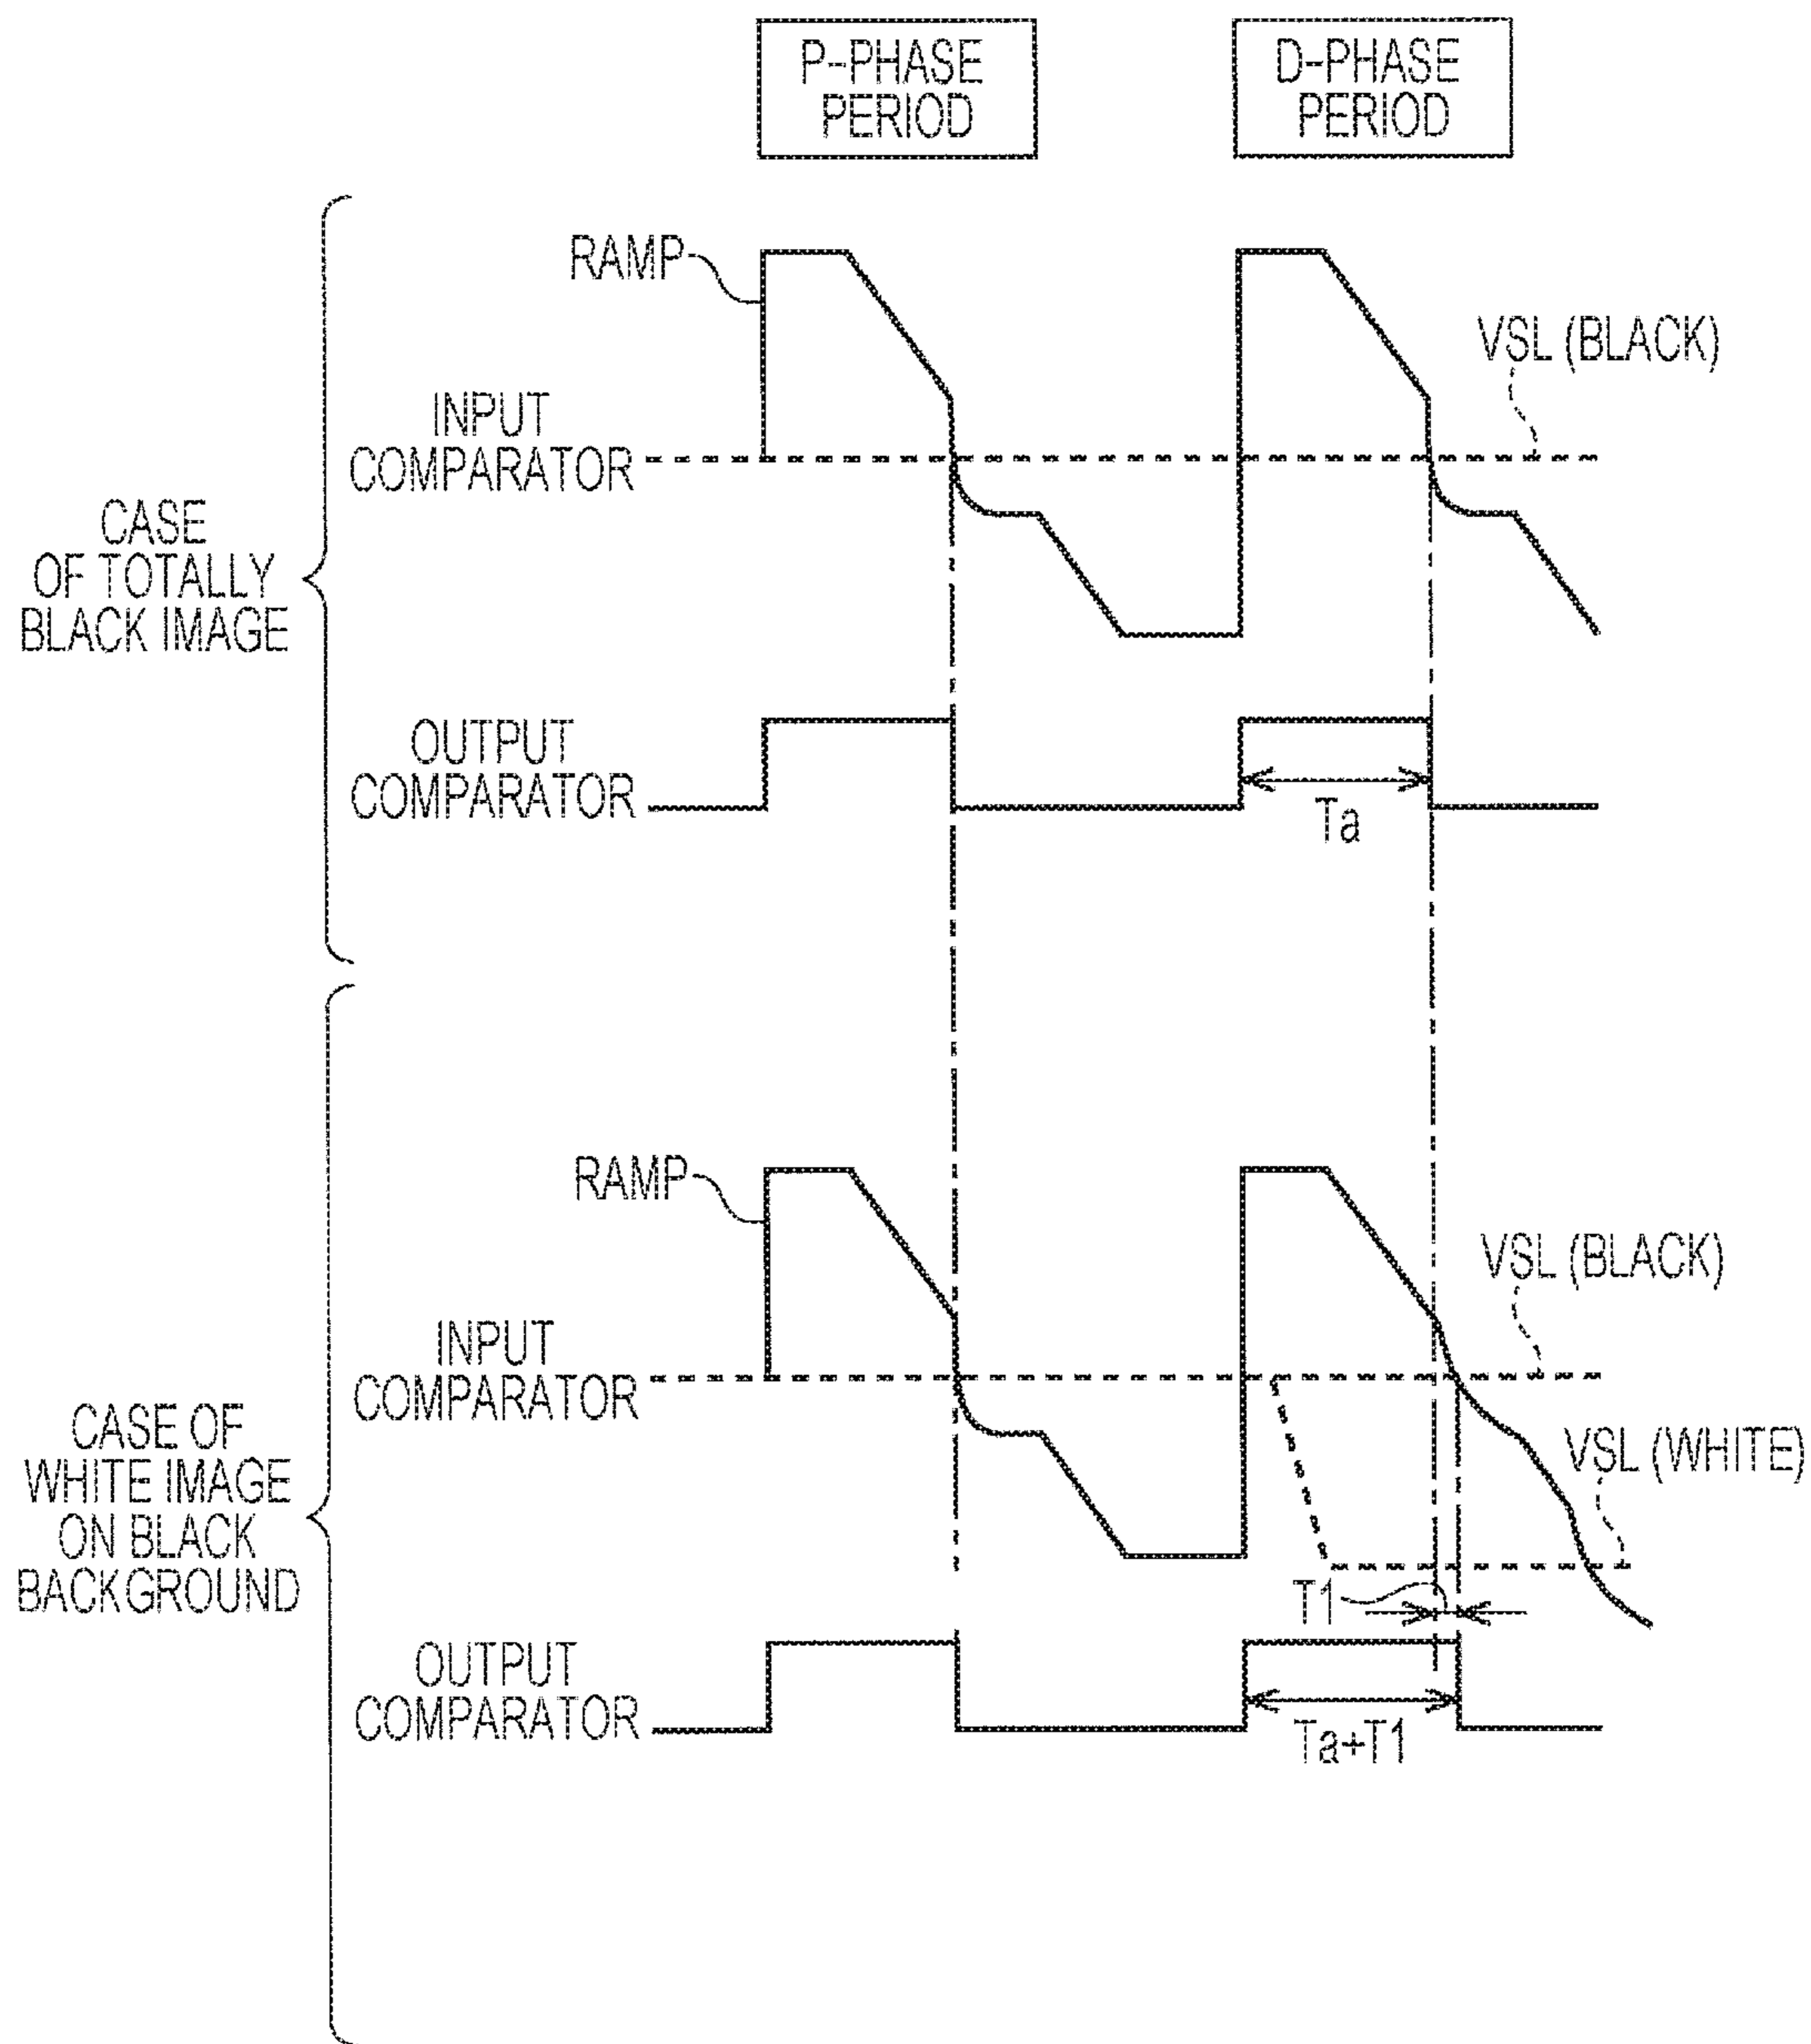 P-PHASE
PERIOD
D-PHASE
PERIOD
RAMP
VSL (BLACK)
INPUT
COMPARATOR
CASE
OF TOTALLY
BLACK IMAGE
OUTPUT
COMPARATOR
Ta
RAMP
VSL (BLACK)
INPUT
COMPARATOR
VSL (WHITE)
CASE OF
WHITE IMAGE
ON BLACK
BACKGROUND
T1
OUTPUT
COMPARATOR
Ta+T1